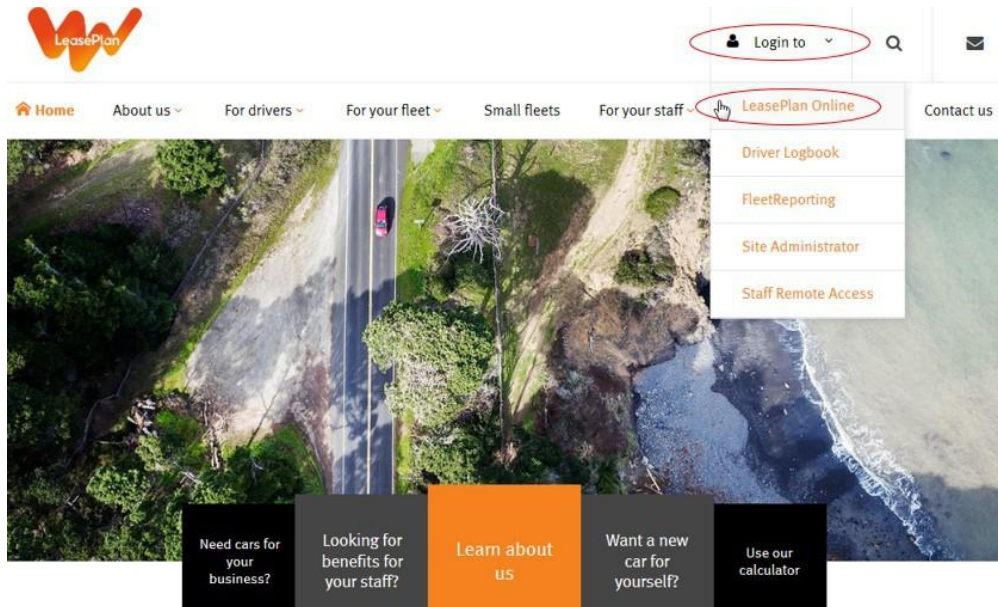 LeasePlan
Login to
Home About us For drivers For your fleet Small fleets For your staff LeasePlan Online Contact us
Driver Logbook
FleetReporting
Site Administrator
Staff Remote Access
Need cars for
your
business?
Looking for
benefits for
your staff?
Learn about
us
Want a new
car for
yourself?
Use our
calculator